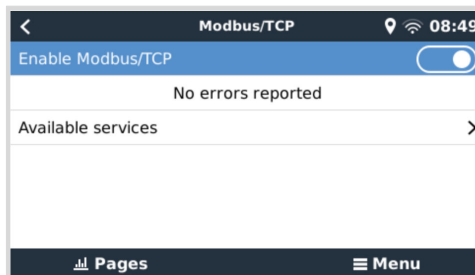 Modbus/TCP 08:49
Enable Modbus/TCP
No errors reported
Available services
Pages Menu